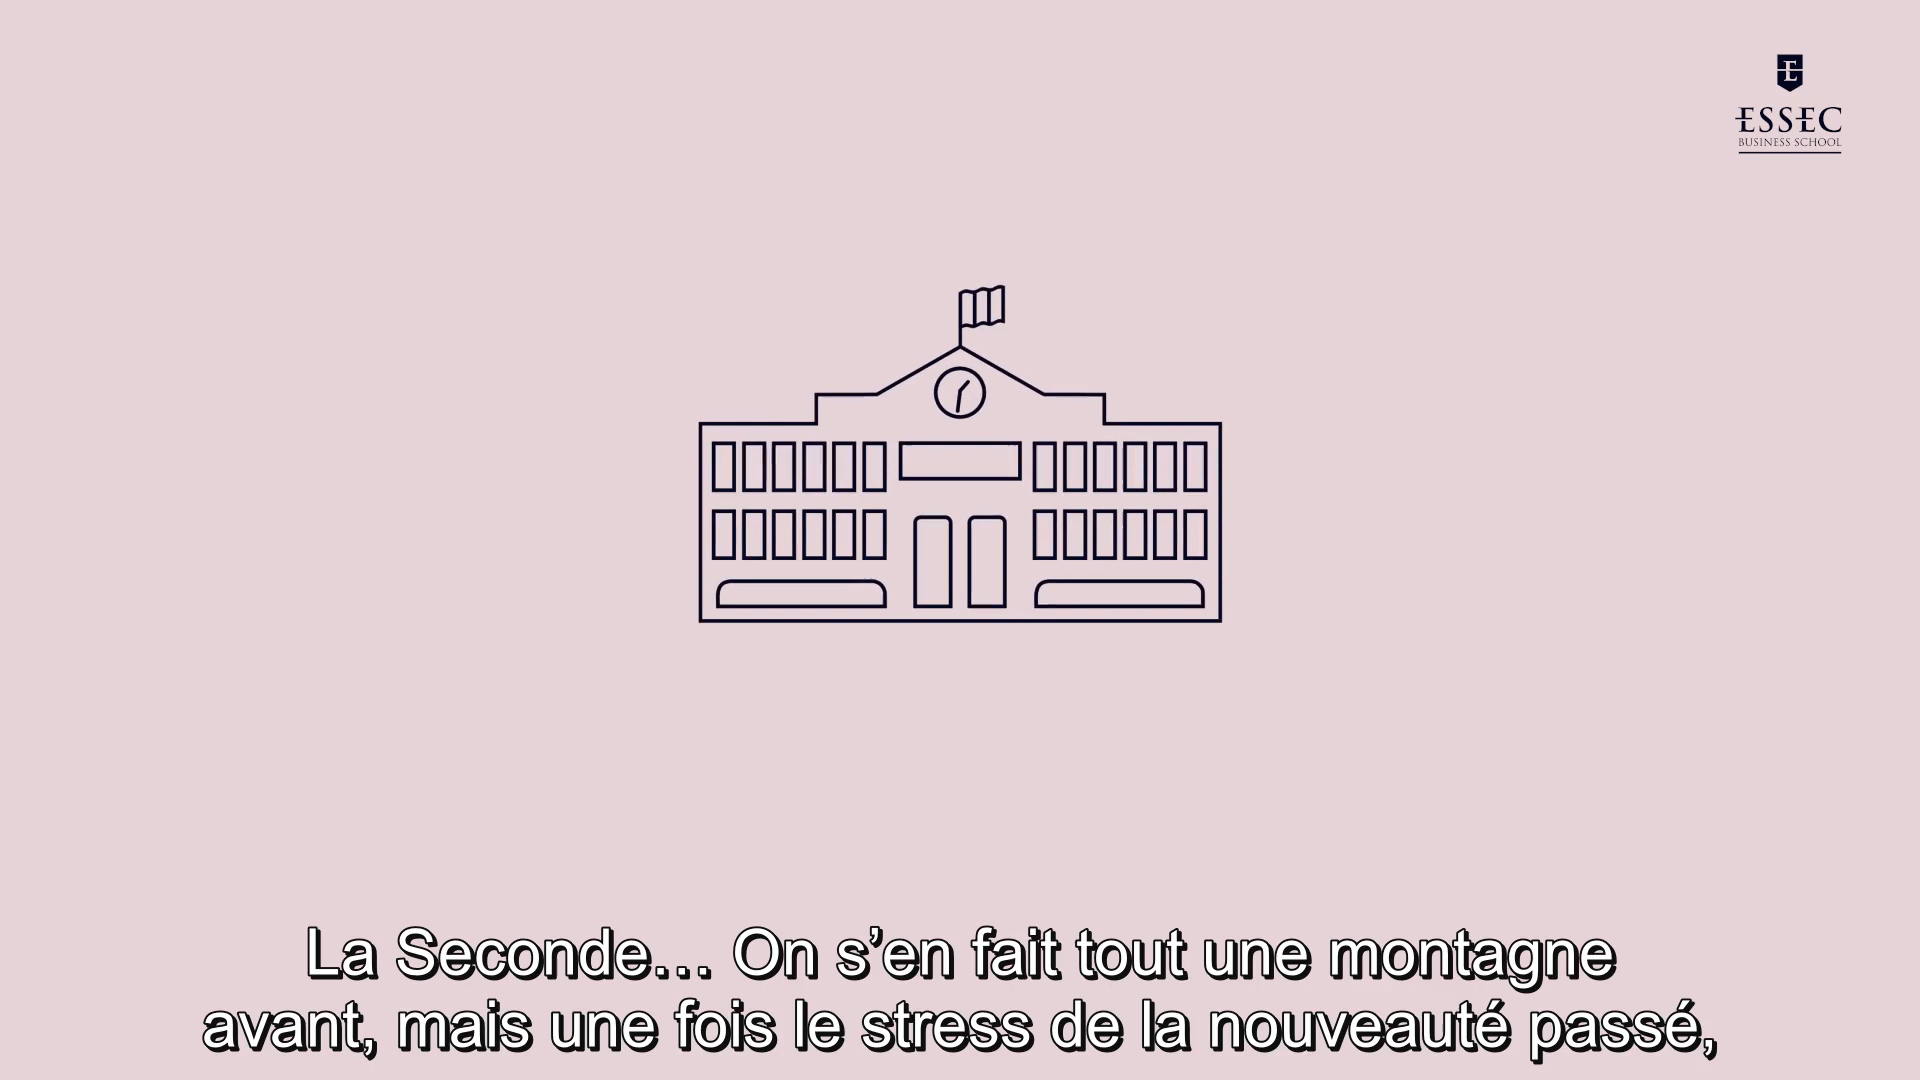 E
ESSEC
BUSINESS SCHOOL
La Seconde… On s’en fait tout une montagne
avant, mais une fois le stress de la nouveauté passé,